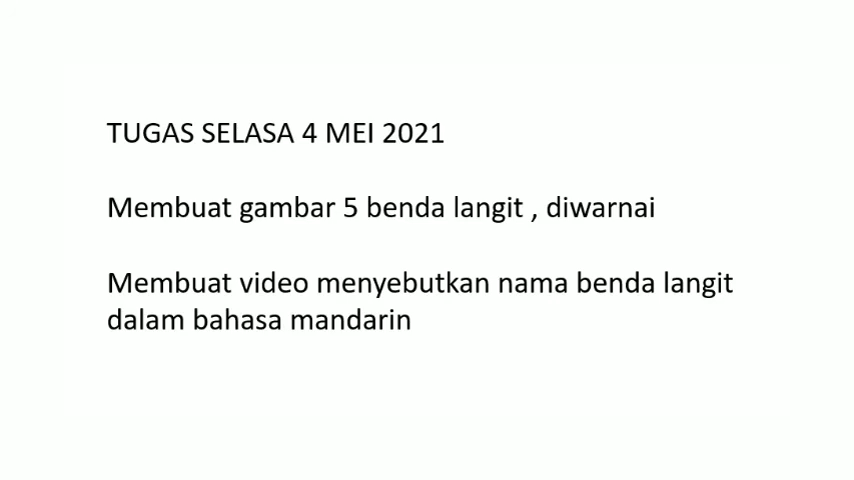 TUGAS SELASA 4 MEI 2021
Membuat gambar 5 benda langit , diwarnai
Membuat video menyebutkan nama benda langit
dalam bahasa mandarin